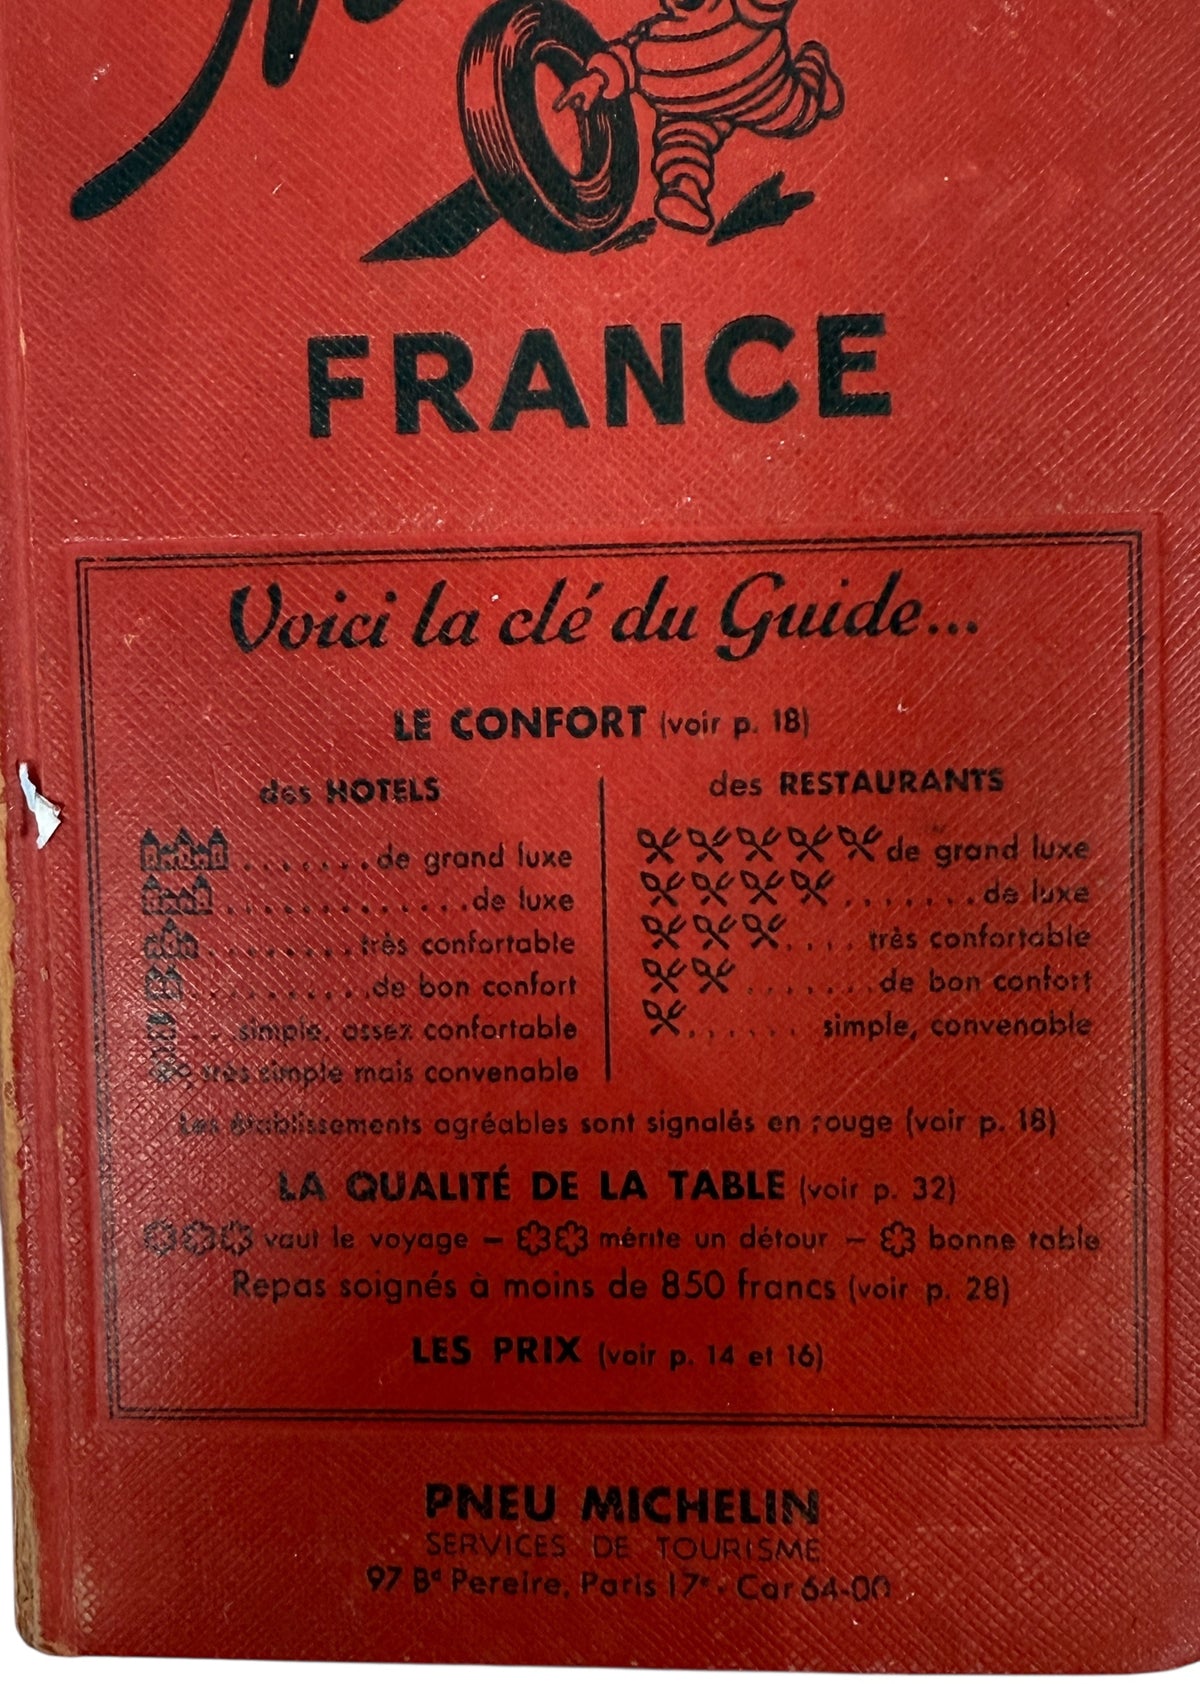 FRANCE
Voici la clé du Guide...
LE CONFORT (voir p. 18)
des HOTELS
.......de grand luxe
.............de luxe
.........très confortable
...........de bon confort
...simple, assez confortable
..très simple mais convenable
des RESTAURANTS
de grand luxe
.......de luxe
.... très confortable
.......de bon confort
...... simple, convenable
Les établissements agréables sont signalés en rouge (voir p. 18)
LA QUALITÉ DE LA TABLE (voir p. 32)
vaut le voyage – mérite un détour – bonne table
Repas soignés à moins de 850 francs (voir p. 28)
LES PRIX (voir p. 14 et 16)
PNEU MICHELIN
SERVICES DE TOURISME
97 Bd Pereire, Paris 17e - Car 64-00